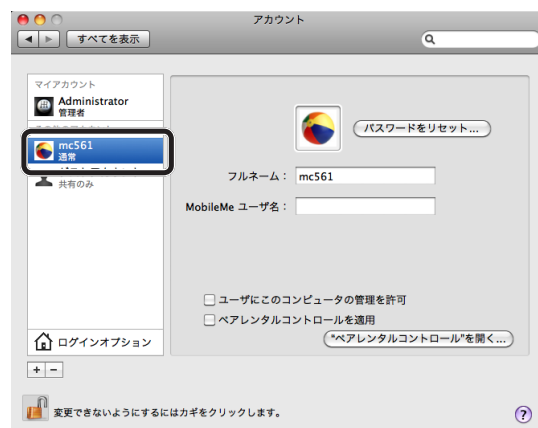 アカウント
すべてを表示
マイアカウント
Administrator
管理者
mc561
通常
共有のみ
ログインオプション
パスワードをリセット...
フルネーム： mc561
MobileMe ユーザ名：
ユーザにこのコンピュータの管理を許可
ペアレンタルコントロールを適用
"ペアレンタルコントロール"を開く...
+ −
変更できないようにするにはカギをクリックします。
?